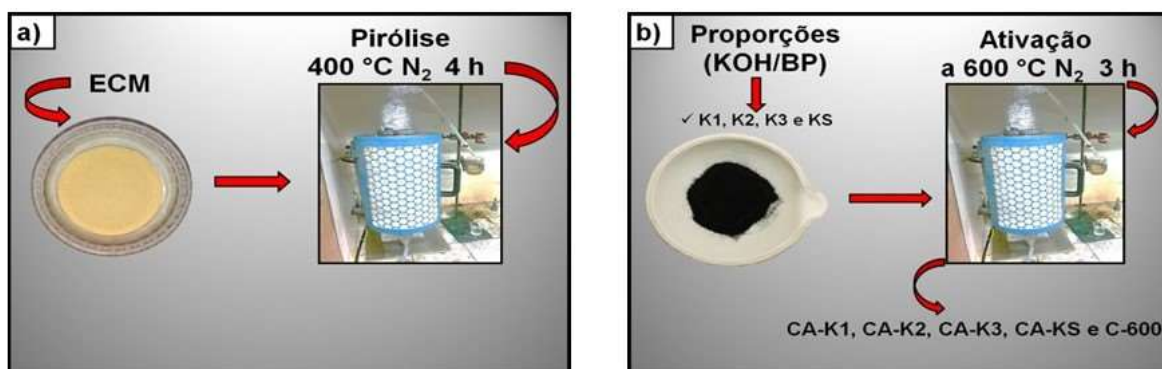 a)
ECM
Pirólise
400 °C N₂ 4 h
b)
Proporções
(KOH/BP)
✓ K1, K2, K3 e KS
Ativação
a 600 °C N₂ 3 h
CA-K1, CA-K2, CA-K3, CA-KS e C-600